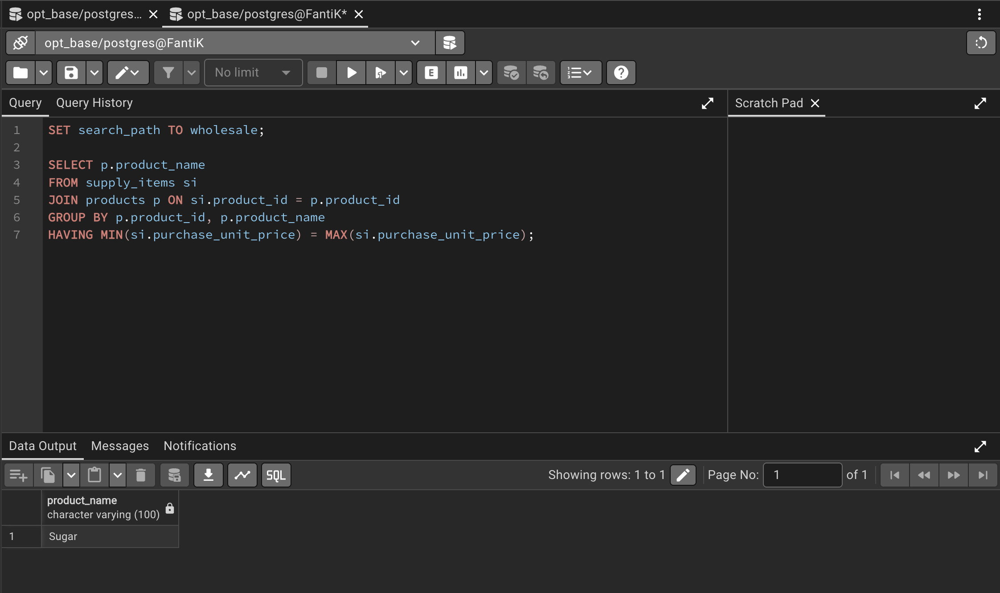 opt_base/postgres...
opt_base/postgres@FantiK*
opt_base/postgres@FantiK
No limit
E
Query
Query History
Scratch Pad
1 SET search_path TO wholesale;
2
3 SELECT p.product_name
4 FROM supply_items si
5 JOIN products p ON si.product_id = p.product_id
6 GROUP BY p.product_id, p.product_name
7 HAVING MIN(si.purchase_unit_price) = MAX(si.purchase_unit_price);
Data Output
Messages
Notifications
SQL
Showing rows: 1 to 1
Page No:
1
of 1
product_name
character varying (100)
1 Sugar